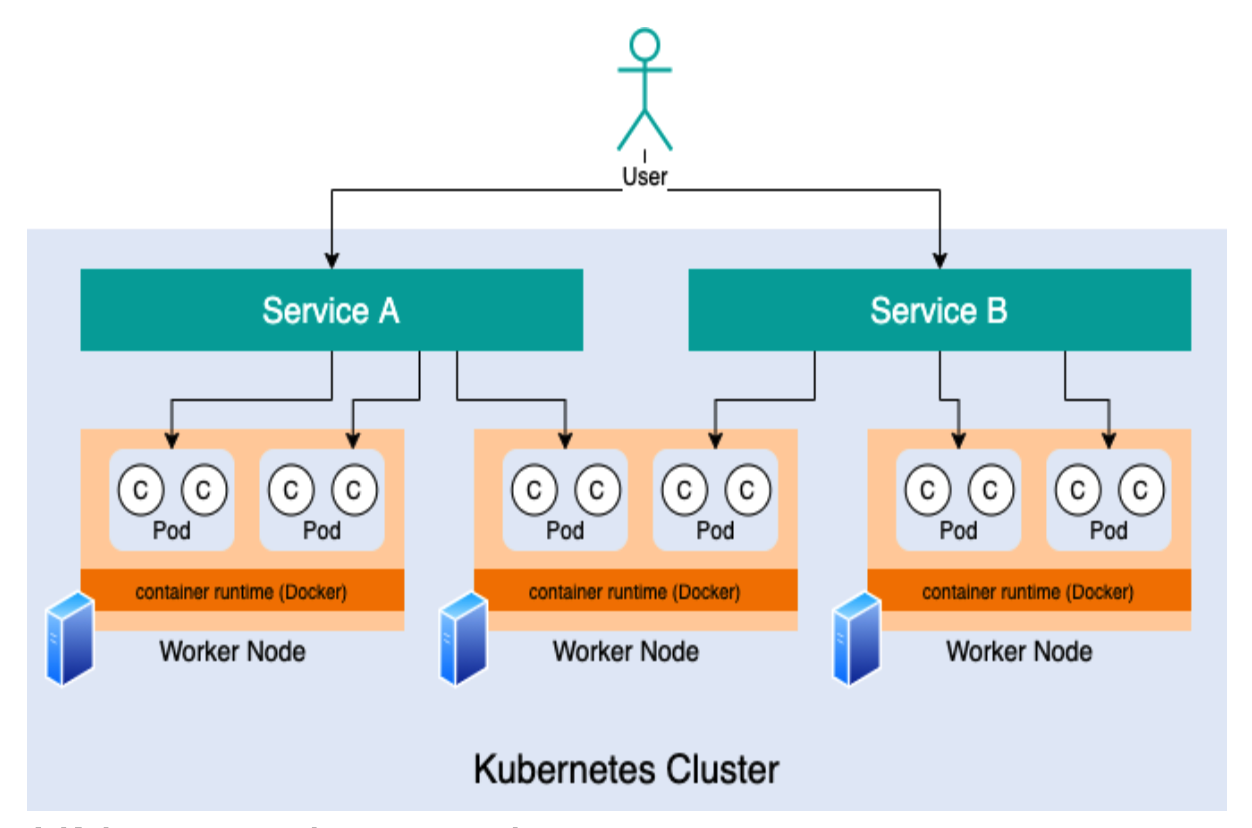 User
Service A
Service B
C C C C C C C C C C C C
Pod Pod Pod Pod Pod Pod
container runtime (Docker) container runtime (Docker) container runtime (Docker)
Worker Node Worker Node Worker Node
Kubernetes Cluster